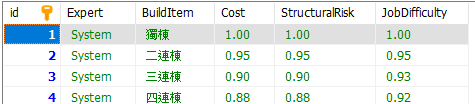 id Expert BuildItem Cost StructuralRisk JobDifficulty
1 System 獨棟 1.00 1.00 1.00
2 System 二連棟 0.95 0.95 0.95
3 System 三連棟 0.90 0.90 0.93
4 System 四連棟 0.88 0.88 0.92